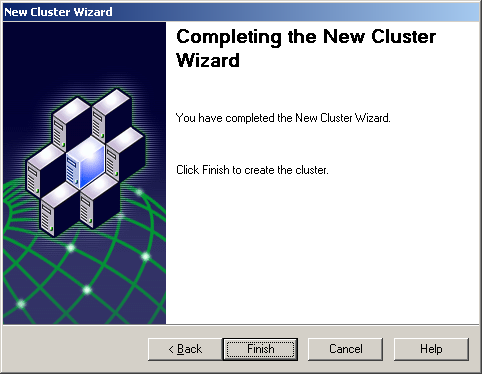 New Cluster Wizard
Completing the New Cluster
Wizard
You have completed the New Cluster Wizard.
Click Finish to create the cluster.
< Back
Finish
Cancel
Help